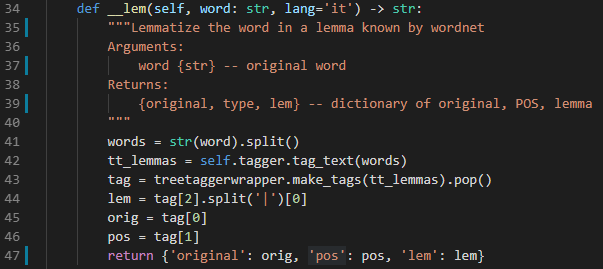 34 def __lem(self, word: str, lang='it') -> str:
35 """Lemmatize the word in a lemma known by wordnet
36 Arguments:
37 word {str} -- original word
38 Returns:
39 {original, type, lem} -- dictionary of original, POS, lemma
40 """
41 words = str(word).split()
42 tt_lemmas = self.tagger.tag_text(words)
43 tag = treetaggerwrapper.make_tags(tt_lemmas).pop()
44 lem = tag[2].split('|')[0]
45 orig = tag[0]
46 pos = tag[1]
47 return {'original': orig, 'pos': pos, 'lem': lem}